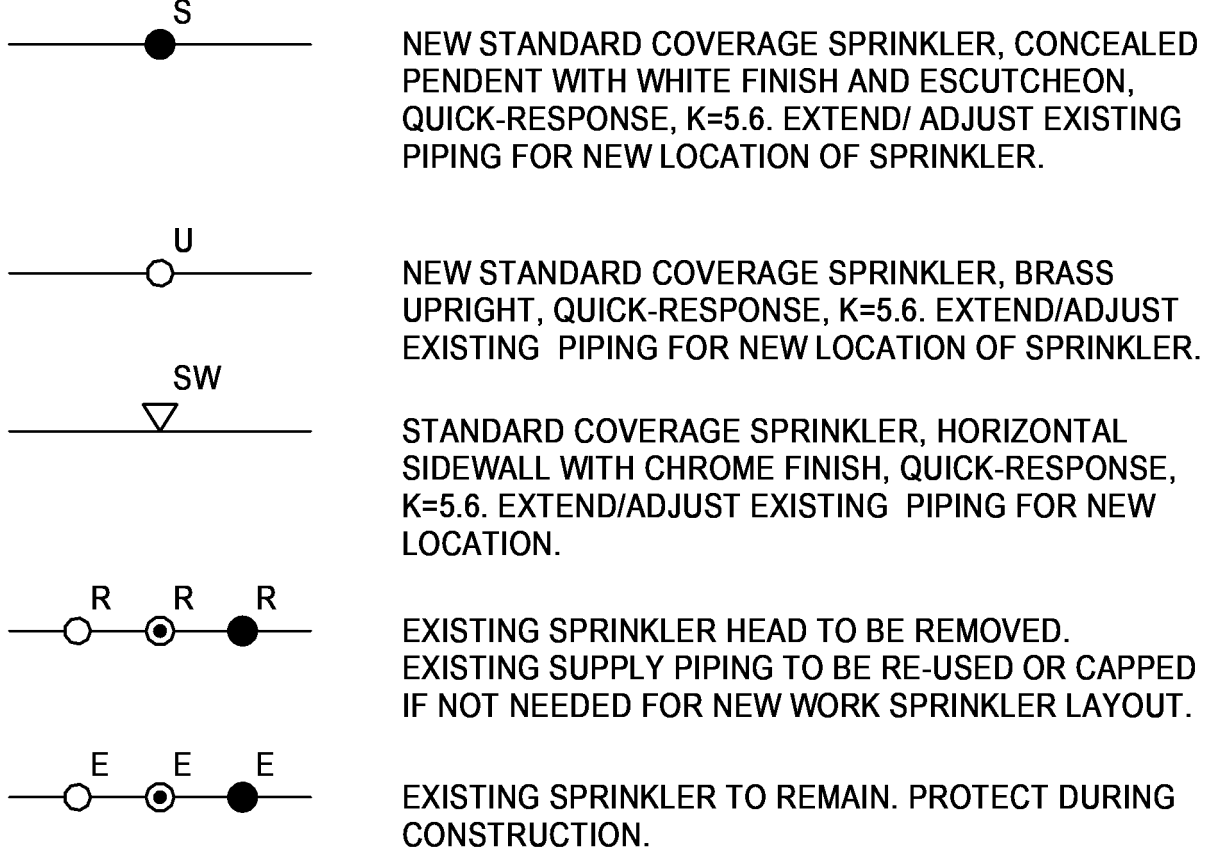 S
NEW STANDARD COVERAGE SPRINKLER, CONCEALED
PENDENT WITH WHITE FINISH AND ESCUTCHEON,
QUICK-RESPONSE, K=5.6. EXTEND/ ADJUST EXISTING
PIPING FOR NEW LOCATION OF SPRINKLER.
U
NEW STANDARD COVERAGE SPRINKLER, BRASS
UPRIGHT, QUICK-RESPONSE, K=5.6. EXTEND/ADJUST
EXISTING  PIPING FOR NEW LOCATION OF SPRINKLER.
SW
STANDARD COVERAGE SPRINKLER, HORIZONTAL
SIDEWALL WITH CHROME FINISH, QUICK-RESPONSE,
K=5.6. EXTEND/ADJUST EXISTING  PIPING FOR NEW
LOCATION.
R R R
EXISTING SPRINKLER HEAD TO BE REMOVED.
EXISTING SUPPLY PIPING TO BE RE-USED OR CAPPED
IF NOT NEEDED FOR NEW WORK SPRINKLER LAYOUT.
E E E
EXISTING SPRINKLER TO REMAIN. PROTECT DURING
CONSTRUCTION.